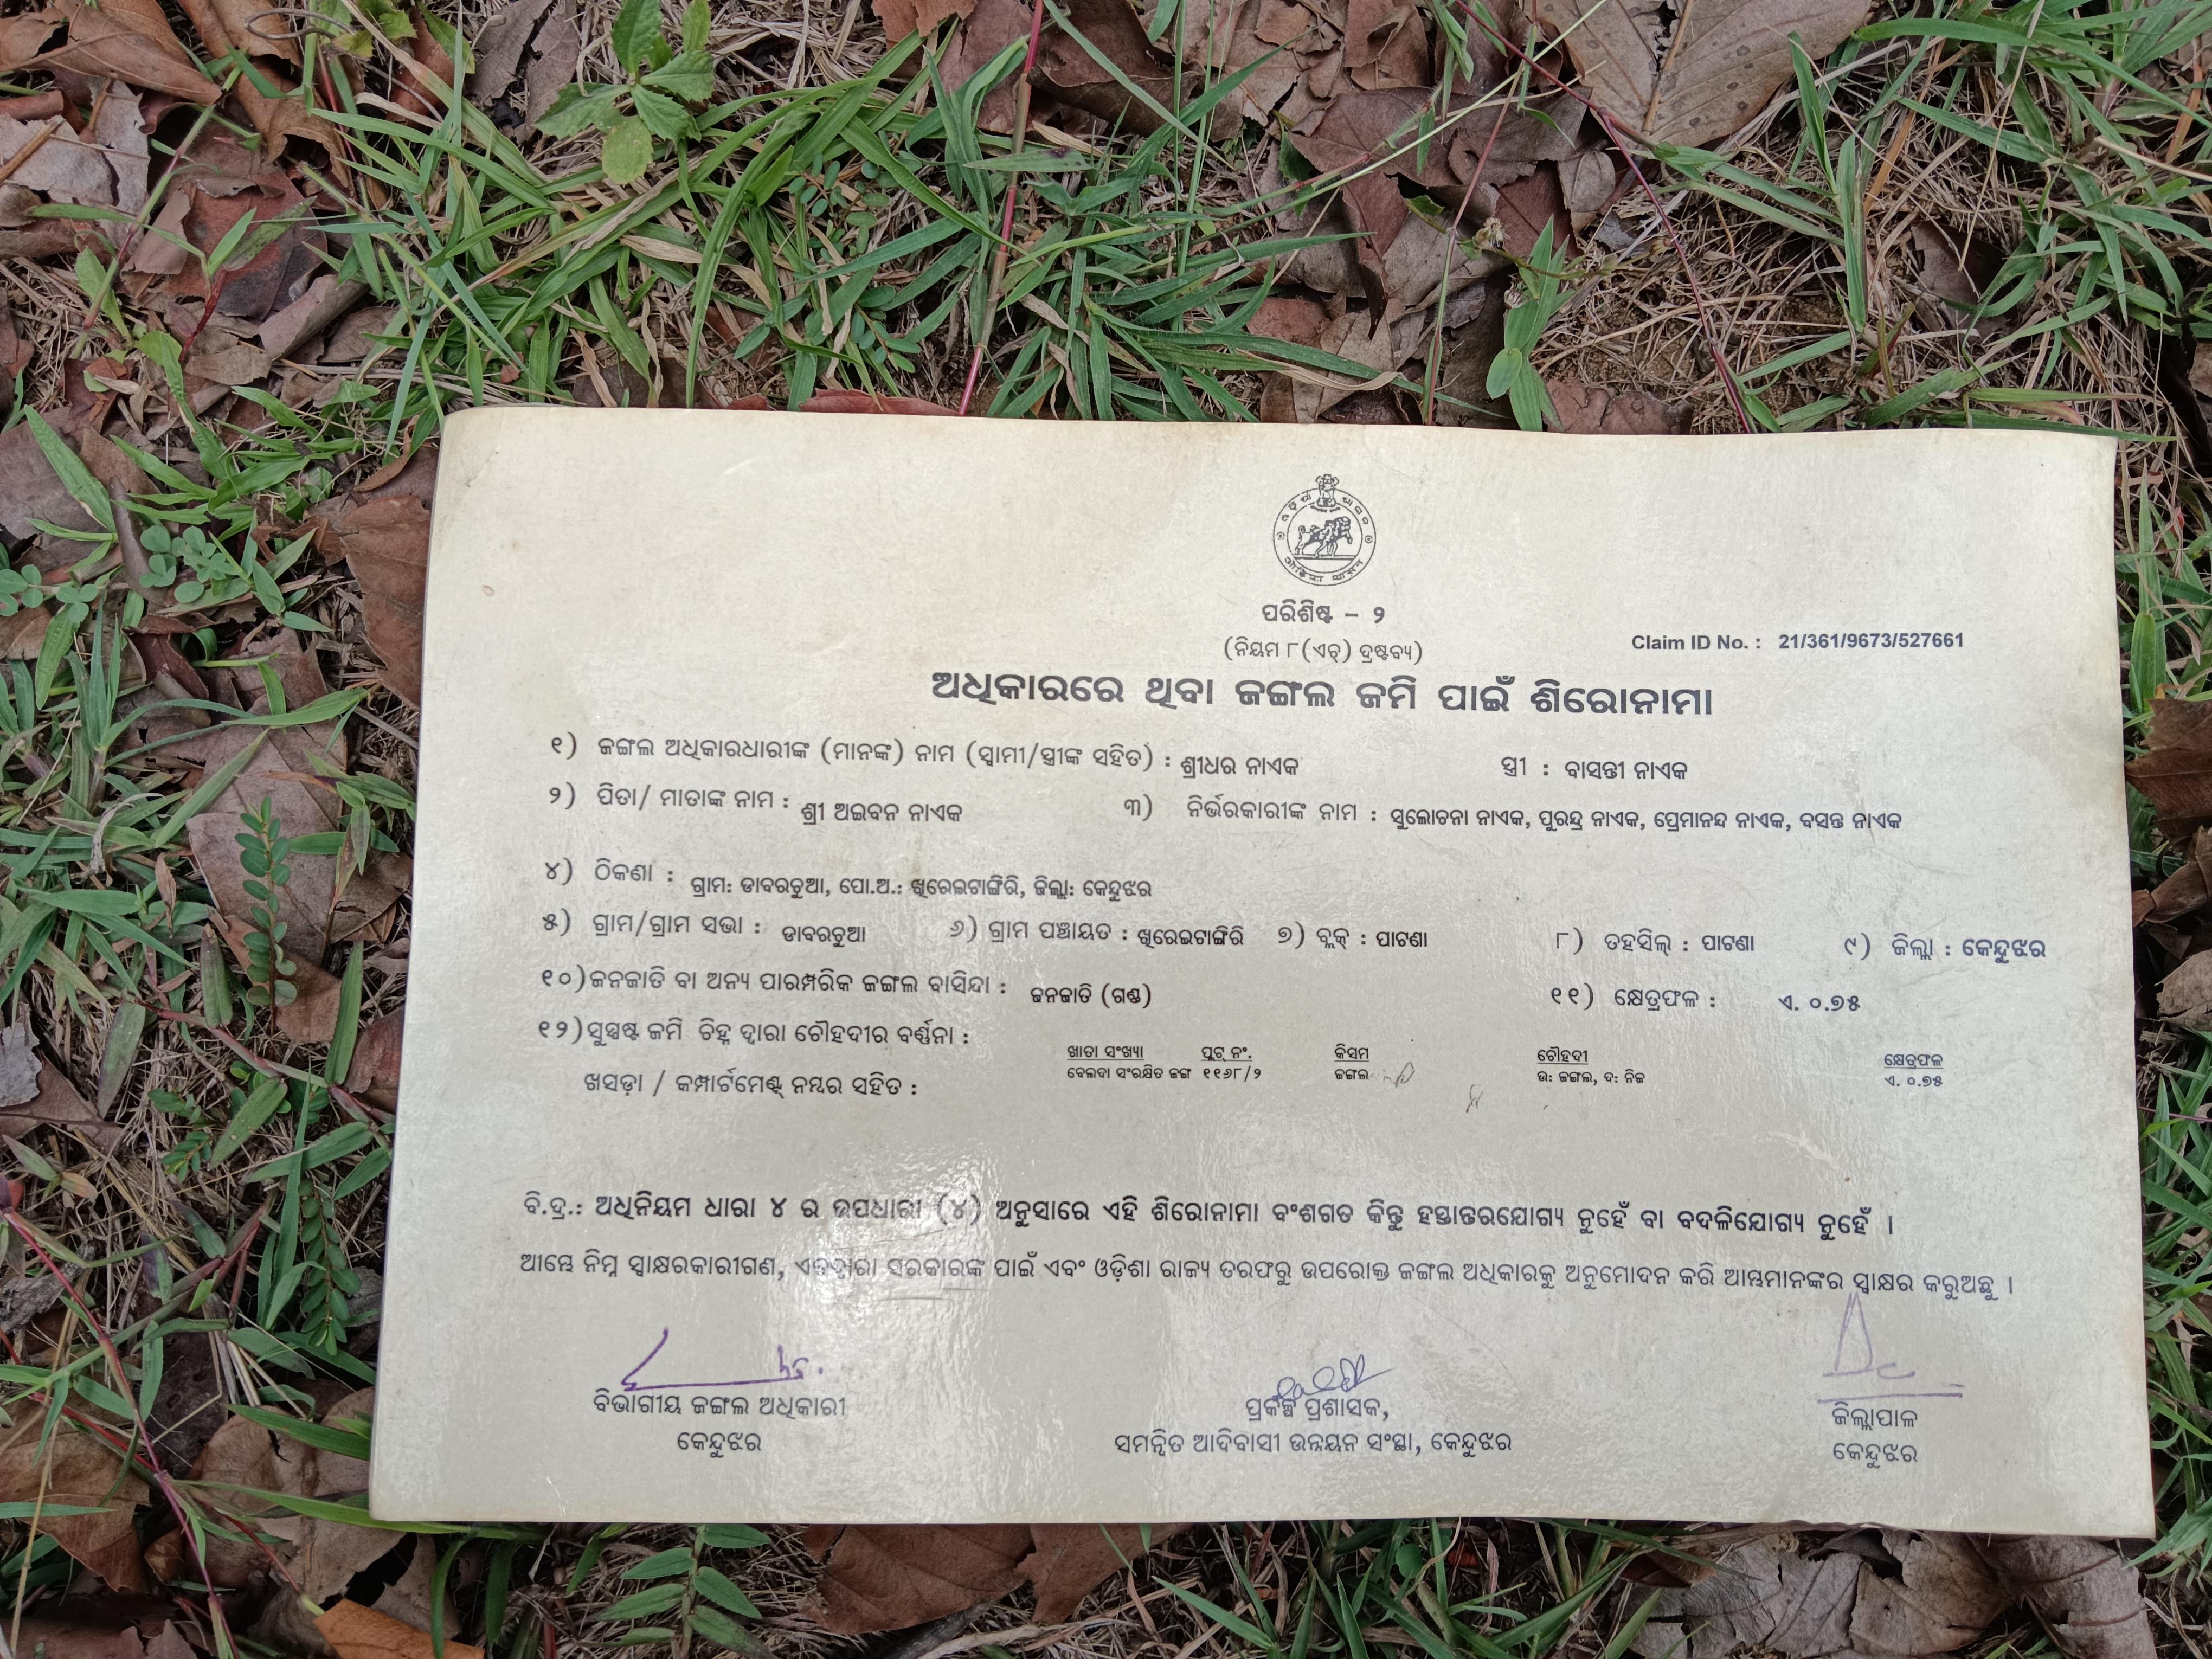 ଓଡ଼ିଶା ଶାସନ
ପରିଶିଷ୍ଟ – ୨
(ନିୟମ ୮(ଏଚ୍) ଦ୍ରଷ୍ଟବ୍ୟ)
Claim ID No. : 21/361/9673/527661
ଅଧିକାରରେ ଥିବା ଜଙ୍ଗଲ ଜମି ପାଇଁ ଶିରୋନାମା
୧) ଜଙ୍ଗଲ ଅଧିକାରଧାରୀଙ୍କ (ମାନଙ୍କ) ନାମ (ସ୍ୱାମୀ/ସ୍ତ୍ରୀଙ୍କ ସହିତ) : ଶ୍ରୀଧର ନାଏକ ସ୍ତ୍ରୀ : ବାସନ୍ତୀ ନାଏକ
୨) ପିତା/ ମାତାଙ୍କ ନାମ : ଶ୍ରୀ ଅଇବନ ନାଏକ ୩) ନିର୍ଭରକାରୀଙ୍କ ନାମ : ସୁଲୋଚନା ନାଏକ, ପୁରନ୍ଦ୍ର ନାଏକ, ପ୍ରେମାନନ୍ଦ ନାଏକ, ବସନ୍ତ ନାଏକ
୪) ଠିକଣା : ଗ୍ରାମ: ଡାବରଚୁଆ, ପୋ.ଅ.: ଖିରେଇଟାଙ୍ଗିରି, ଜିଲ୍ଲା: କେନ୍ଦୁଝର
୫) ଗ୍ରାମ/ଗ୍ରାମ ସଭା : ଡାବରଚୁଆ ୬) ଗ୍ରାମ ପଞ୍ଚାୟତ : ଖିରେଇଟାଙ୍ଗିରି ୭) ବ୍ଲକ୍ : ପାଟଣା ୮) ତହସିଲ୍ : ପାଟଣା ୯) ଜିଲ୍ଲା : କେନ୍ଦୁଝର
୧୦)ଜନଜାତି ବା ଅନ୍ୟ ପାରମ୍ପରିକ ଜଙ୍ଗଲ ବାସିନ୍ଦା : ଜନଜାତି (ଗଣ୍ଡ) ୧୧) କ୍ଷେତ୍ରଫଳ : ଏ. ୦.୭୫
୧୨)ସୁସ୍ପଷ୍ଟ ଜମି ଚିହ୍ନ ଦ୍ୱାରା ଚୌହଦୀର ବର୍ଣ୍ଣନା :
ଖସଡ଼ା / କମ୍ପାର୍ଟମେଣ୍ଟ୍ ନମ୍ବର ସହିତ :
ଖାତା ସଂଖ୍ୟା ପ୍ଲଟ୍ ନଂ. କିସମ ଚୌହଦୀ କ୍ଷେତ୍ରଫଳ
ବେଲଦା ସଂରକ୍ଷିତ ଜଙ୍ଗ ୧୧୬୮/୨ ଜଙ୍ଗଲ ଉ: ଜଙ୍ଗଲ, ଦ: ନିଜ ଏ. ୦.୭୫
ବି.ଦ୍ର.: ଅଧିନିୟମ ଧାରା ୪ ର ଉପଧାରା (୪) ଅନୁସାରେ ଏହି ଶିରୋନାମା ବଂଶଗତ କିନ୍ତୁ ହସ୍ତାନ୍ତରଯୋଗ୍ୟ ନୁହେଁ ବା ବଦଳିଯୋଗ୍ୟ ନୁହେଁ ।
ଆମ୍ଭେ ନିମ୍ନ ସ୍ୱାକ୍ଷରକାରୀଗଣ, ଏତଦ୍ୱାରା ସରକାରଙ୍କ ପାଇଁ ଏବଂ ଓଡ଼ିଶା ରାଜ୍ୟ ତରଫରୁ ଉପରୋକ୍ତ ଜଙ୍ଗଲ ଅଧିକାରକୁ ଅନୁମୋଦନ କରି ଆମ୍ଭମାନଙ୍କର ସ୍ୱାକ୍ଷର କରୁଅଛୁ ।
ବିଭାଗୀୟ ଜଙ୍ଗଲ ଅଧିକାରୀ
କେନ୍ଦୁଝର
ପ୍ରକଳ୍ପ ପ୍ରଶାସକ,
ସମନ୍ୱିତ ଆଦିବାସୀ ଉନ୍ନୟନ ସଂସ୍ଥା, କେନ୍ଦୁଝର
ଜିଲ୍ଲାପାଳ
କେନ୍ଦୁଝର